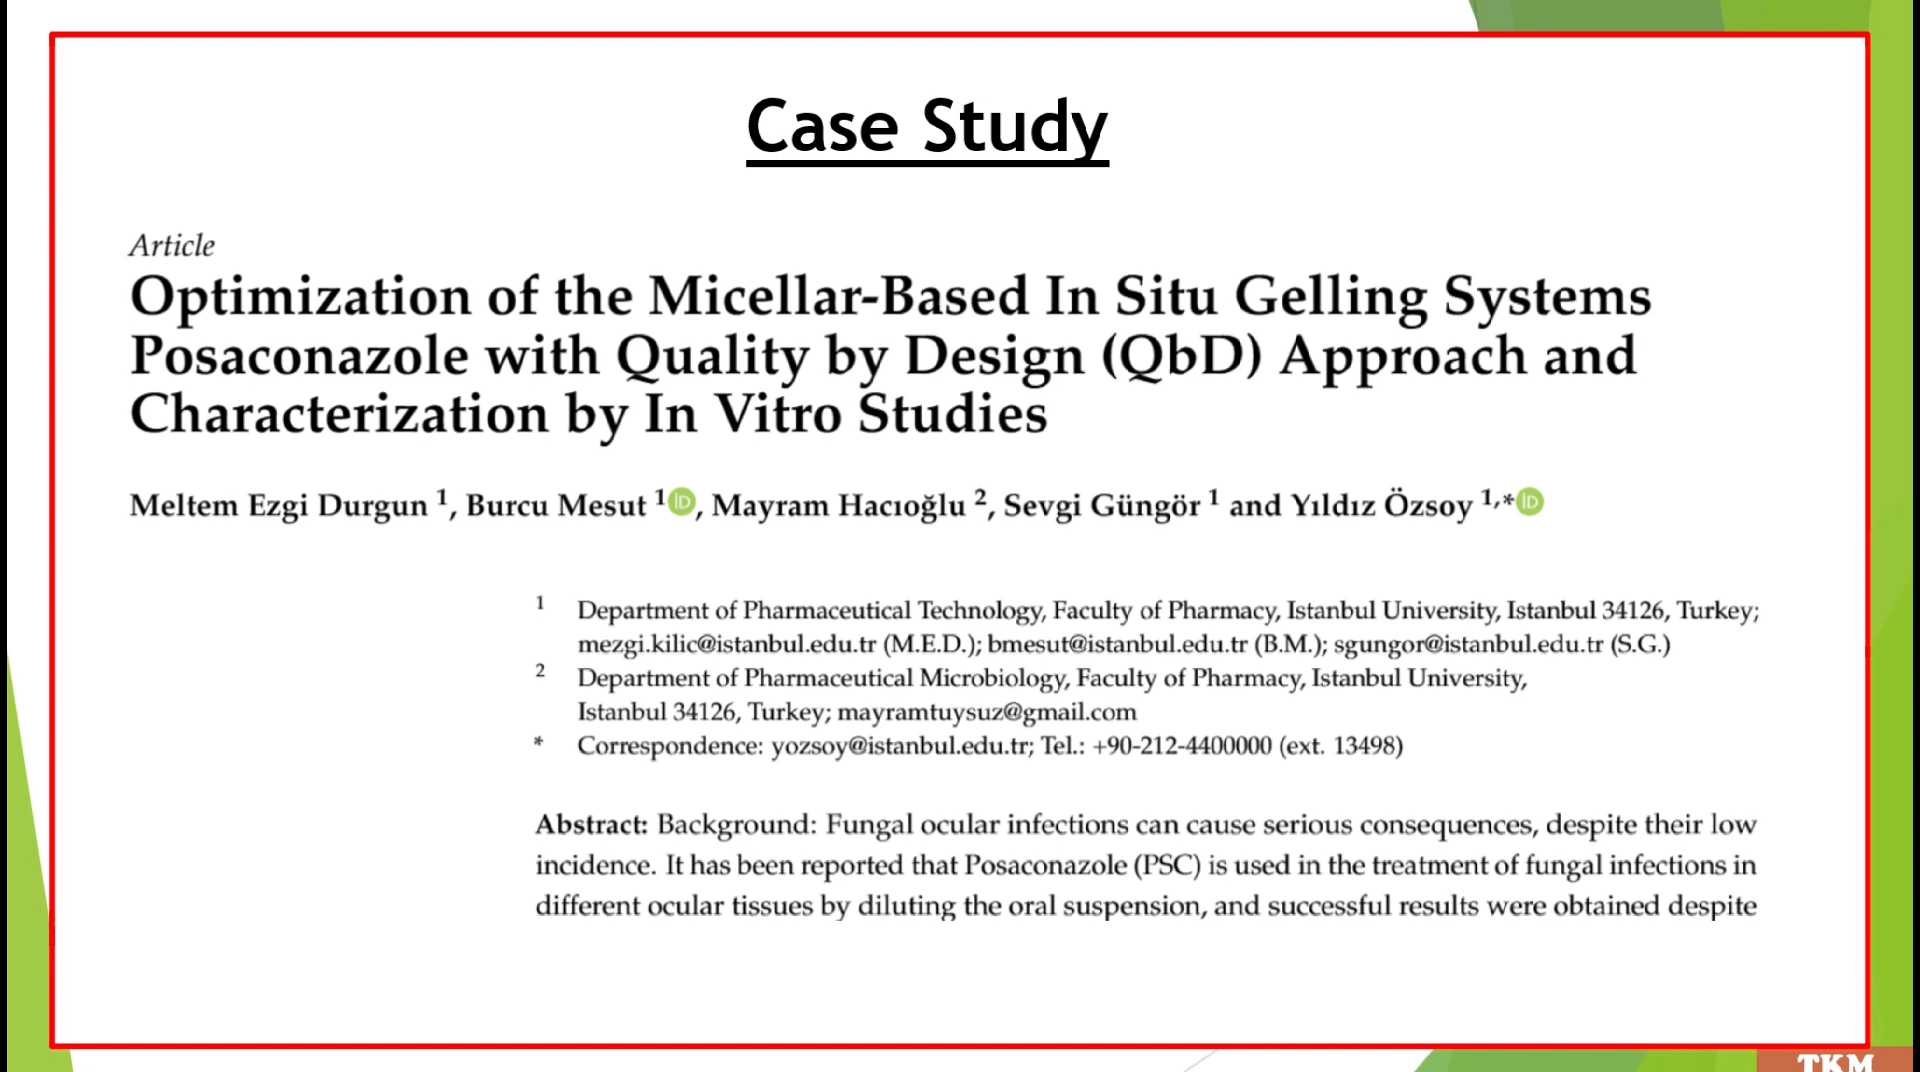 Case Study
Article
Optimization of the Micellar-Based In Situ Gelling Systems
Posaconazole with Quality by Design (QbD) Approach and
Characterization by In Vitro Studies
Meltem Ezgi Durgun 1, Burcu Mesut 1 iD, Mayram Hacıoğlu 2, Sevgi Güngör 1 and Yıldız Özsoy 1,* iD
1 Department of Pharmaceutical Technology, Faculty of Pharmacy, Istanbul University, Istanbul 34126, Turkey;
mezgi.kilic@istanbul.edu.tr (M.E.D.); bmesut@istanbul.edu.tr (B.M.); sgungor@istanbul.edu.tr (S.G.)
2 Department of Pharmaceutical Microbiology, Faculty of Pharmacy, Istanbul University,
Istanbul 34126, Turkey; mayramtuysuz@gmail.com
* Correspondence: yozsoy@istanbul.edu.tr; Tel.: +90-212-4400000 (ext. 13498)
Abstract: Background: Fungal ocular infections can cause serious consequences, despite their low
incidence. It has been reported that Posaconazole (PSC) is used in the treatment of fungal infections in
different ocular tissues by diluting the oral suspension, and successful results were obtained despite
TKM